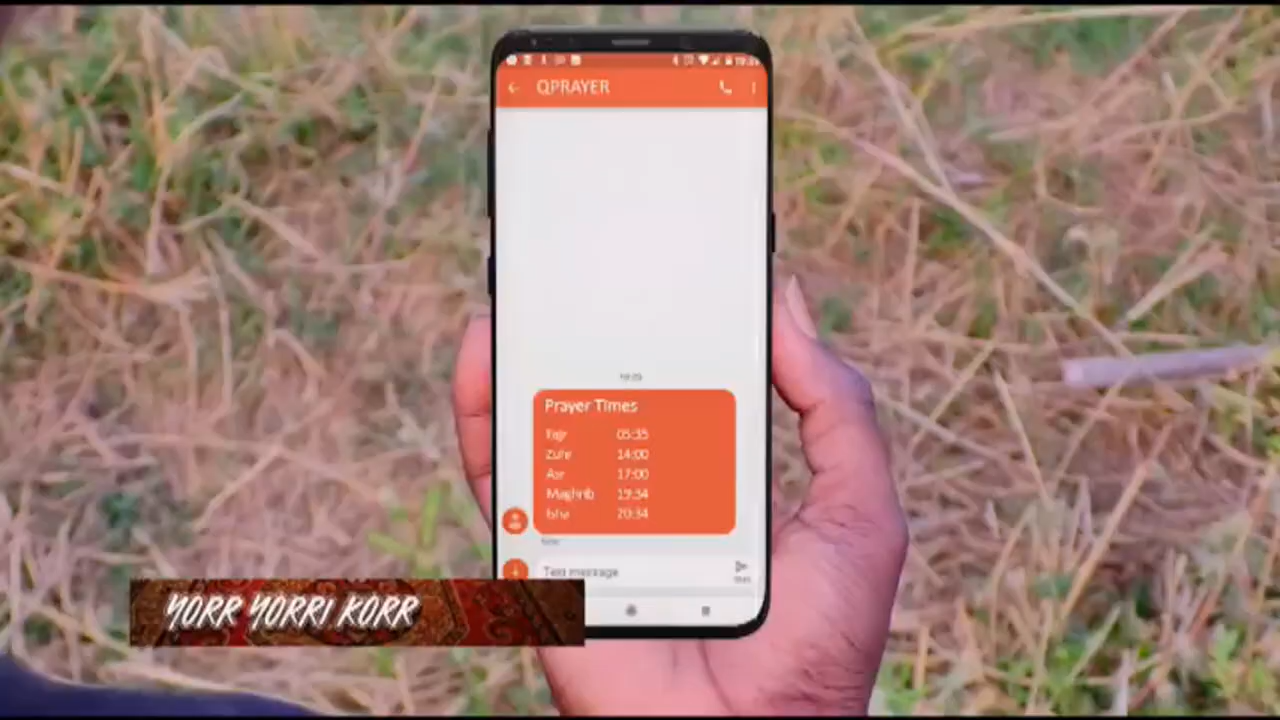 QPRAYER
Prayer Times
Fajr 05:35
Zuhr 14:00
Asr 17:00
Maghrib 19:34
Isha 20:34
Text message
YORR YORRI KORR